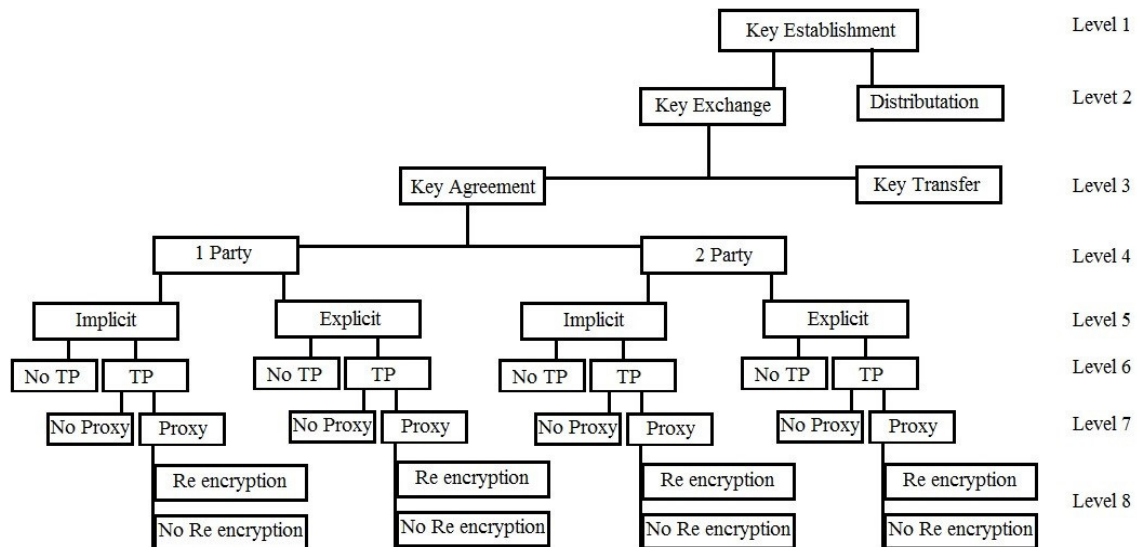 Key Establishment Level 1
Key Exchange Distributation Levet 2
Key Agreement Key Transfer Level 3
1 Party 2 Party Level 4
Implicit Explicit Implicit Explicit Level 5
No TP TP No TP TP No TP TP No TP TP Level 6
No Proxy Proxy No Proxy Proxy No Proxy Proxy No Proxy Proxy Level 7
Re encryption Re encryption Re encryption Re encryption
Level 8
No Re encryption No Re encryption No Re encryption No Re encryption